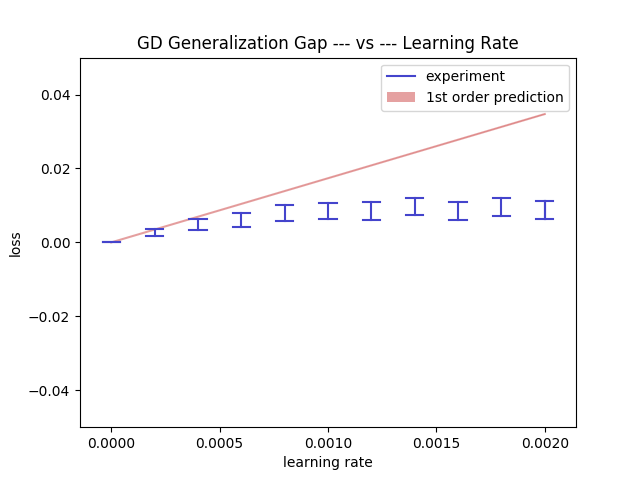 GD Generalization Gap --- vs --- Learning Rate
experiment
1st order prediction
0.04
0.02
0.00
−0.02
−0.04
loss
0.0000
0.0005
0.0010
0.0015
0.0020
learning rate